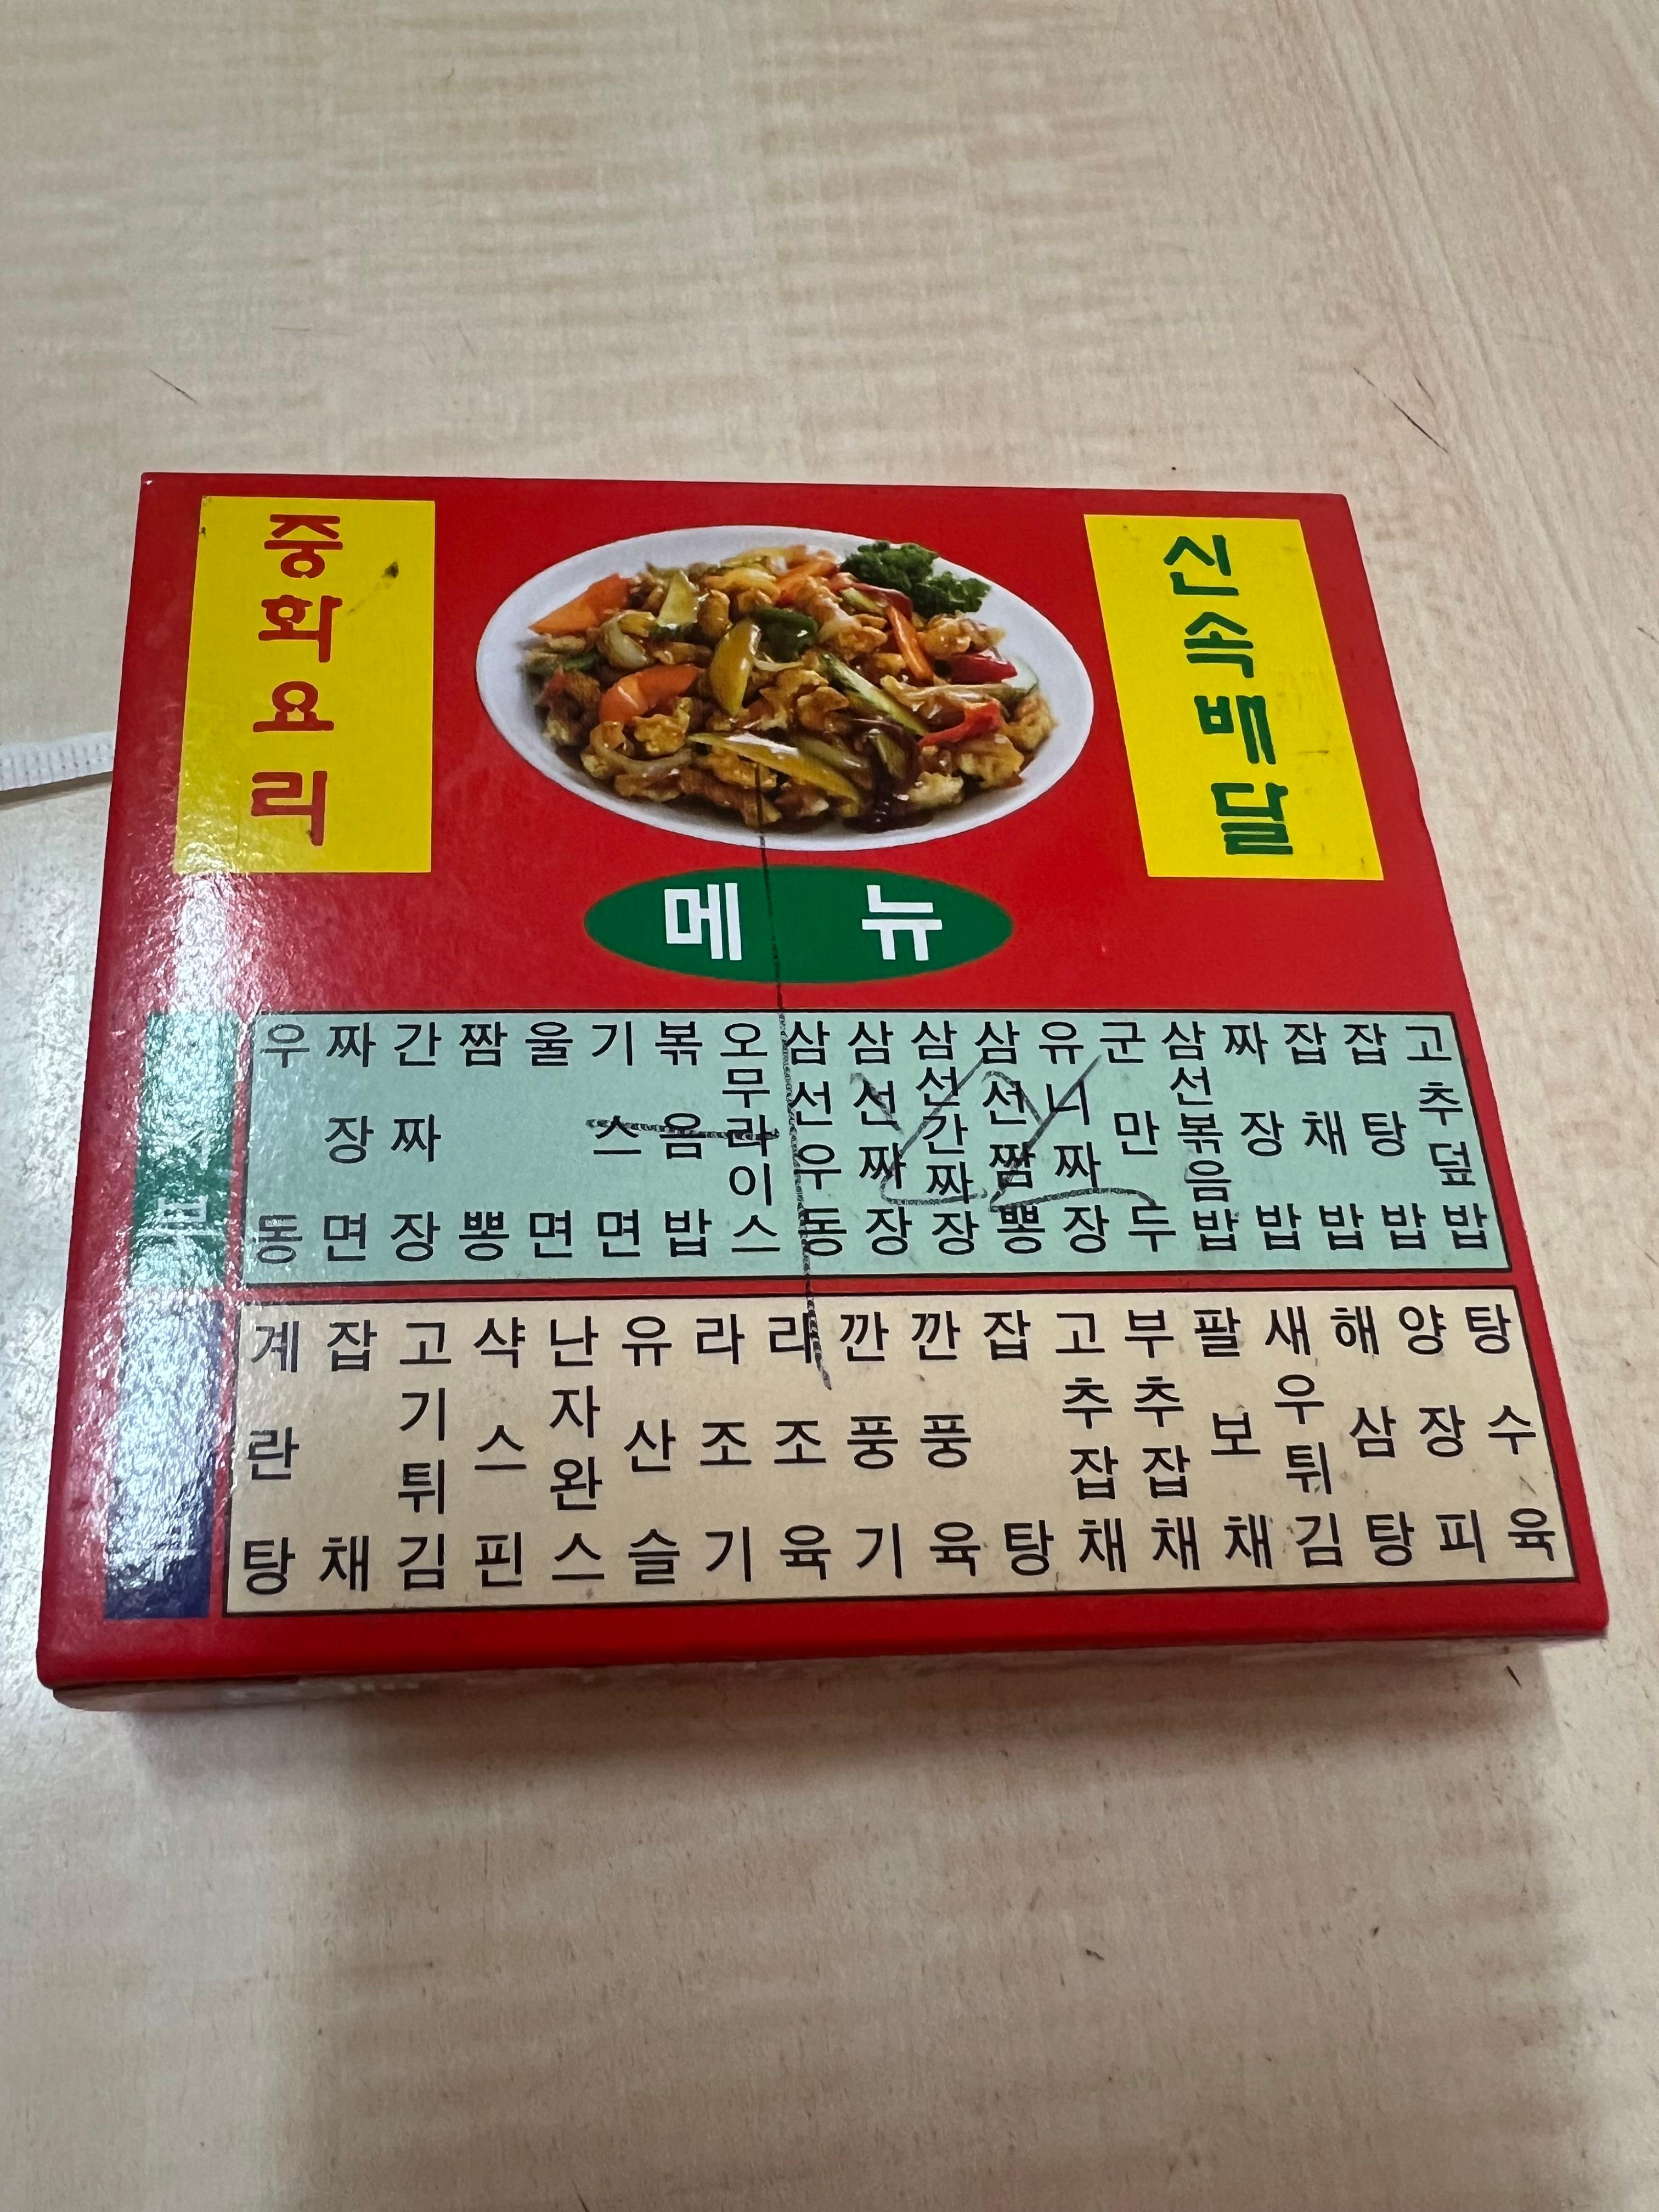 중화요리
신속배달
메뉴
부
우동
짜장면
간짜장
짬뽕
울면
기스면
볶음밥
오무라이스
삼선우동
삼선짜장
삼선간짜장
삼선짬뽕
유니짜장
군만두
삼선볶음밥
짜장밥
잡채밥
잡탕밥
고추덮밥
계란탕
잡채
고기튀김
샥스핀
난자완스
유산슬
라조기
라조육
깐풍기
깐풍육
잡탕
고추잡채
부추잡채
팔보채
새우튀김
해삼탕
양장피
탕수육